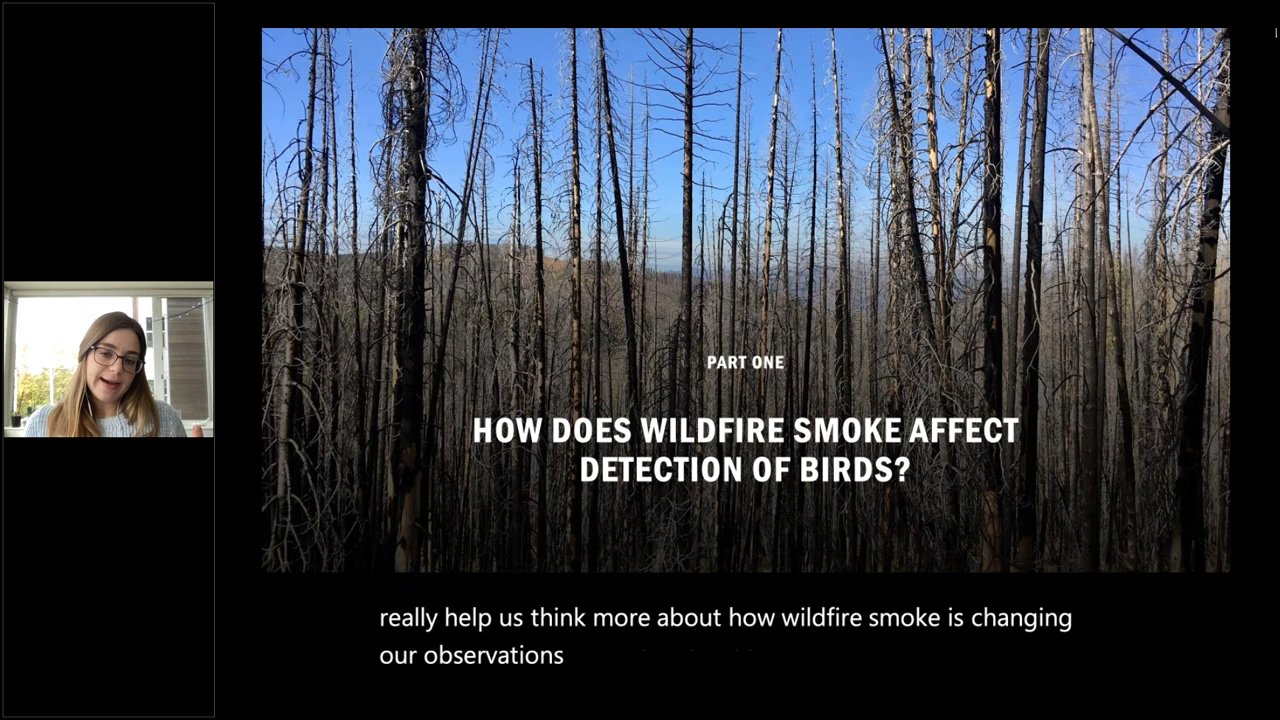 PART ONE
HOW DOES WILDFIRE SMOKE AFFECT
DETECTION OF BIRDS?
really help us think more about how wildfire smoke is changing
our observations